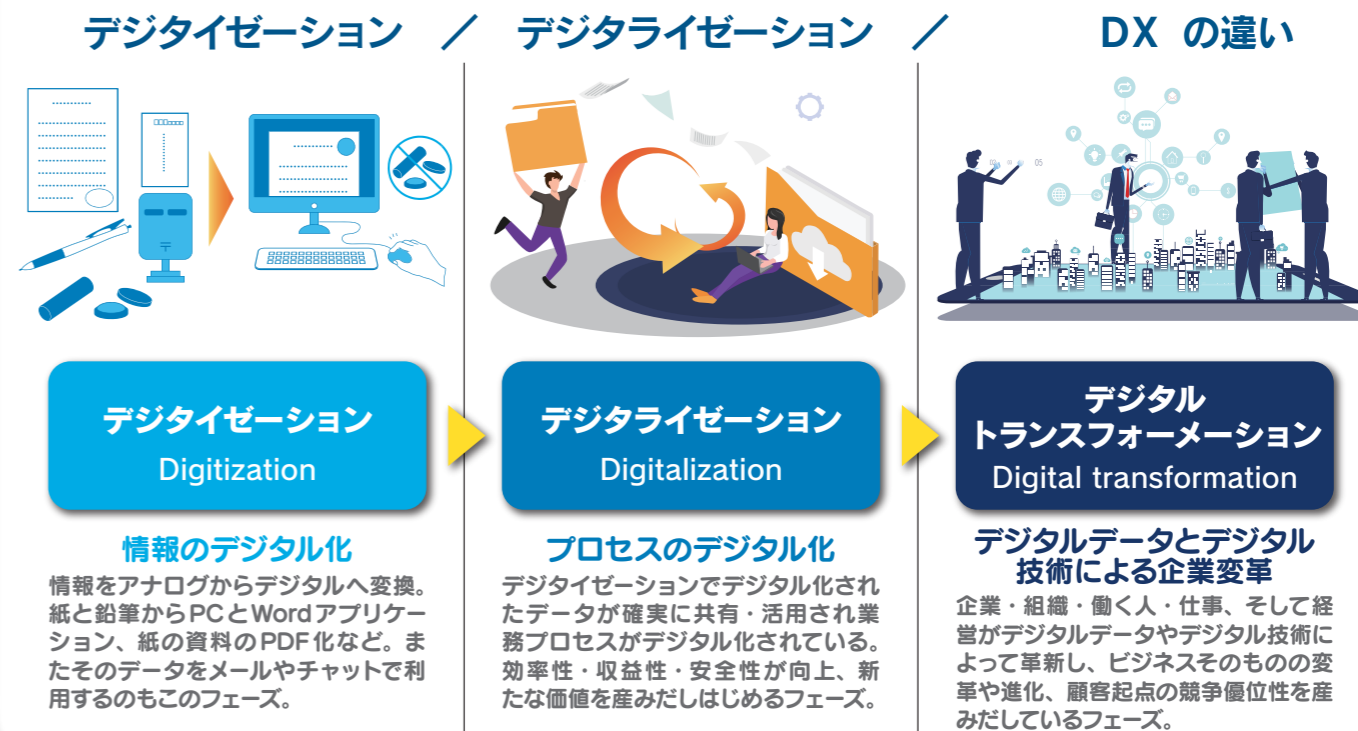 デジタイゼーション ／ デジタライゼーション ／ DX の違い
〒
05
デジタイゼーション
Digitization
情報のデジタル化
情報をアナログからデジタルへ変換。
紙と鉛筆からPCとWordアプリケー
ション、紙の資料のPDF化など。ま
たそのデータをメールやチャットで利
用するのもこのフェーズ。
デジタライゼーション
Digitalization
プロセスのデジタル化
デジタイゼーションでデジタル化され
たデータが確実に共有・活用され業
務プロセスがデジタル化されている。
効率性・収益性・安全性が向上、新
たな価値を産みだしはじめるフェーズ。
デジタル
トランスフォーメーション
Digital transformation
デジタルデータとデジタル
技術による企業変革
企業・組織・働く人・仕事、そして経
営がデジタルデータやデジタル技術に
よって革新し、ビジネスそのものの変
革や進化、顧客起点の競争優位性を産
みだしているフェーズ。